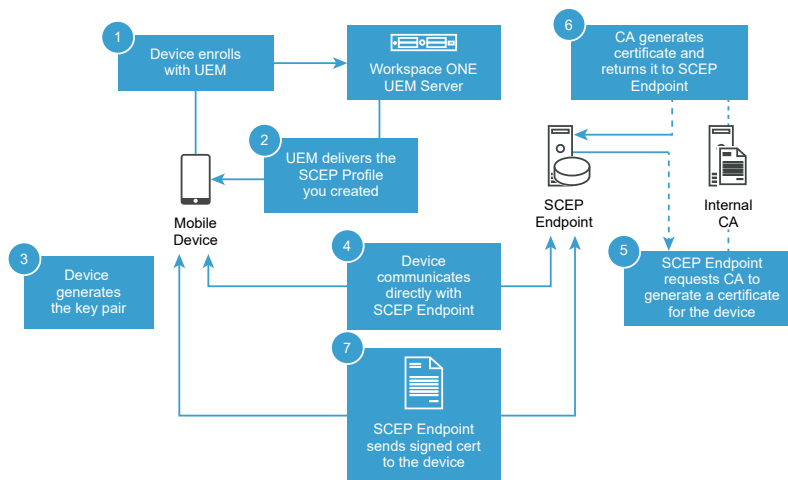 1
Device enrolls
with UEM
Workspace ONE
UEM Server
2
UEM delivers the
SCEP Profile
you created
Mobile
Device
3
Device
generates
the key pair
4
Device
communicates
directly with
SCEP Endpoint
SCEP
Endpoint
5
SCEP Endpoint
requests CA to
generate a certificate
for the device
Internal
CA
6
CA generates
certificate and
returns it to SCEP
Endpoint
7
SCEP Endpoint
sends signed cert
to the device